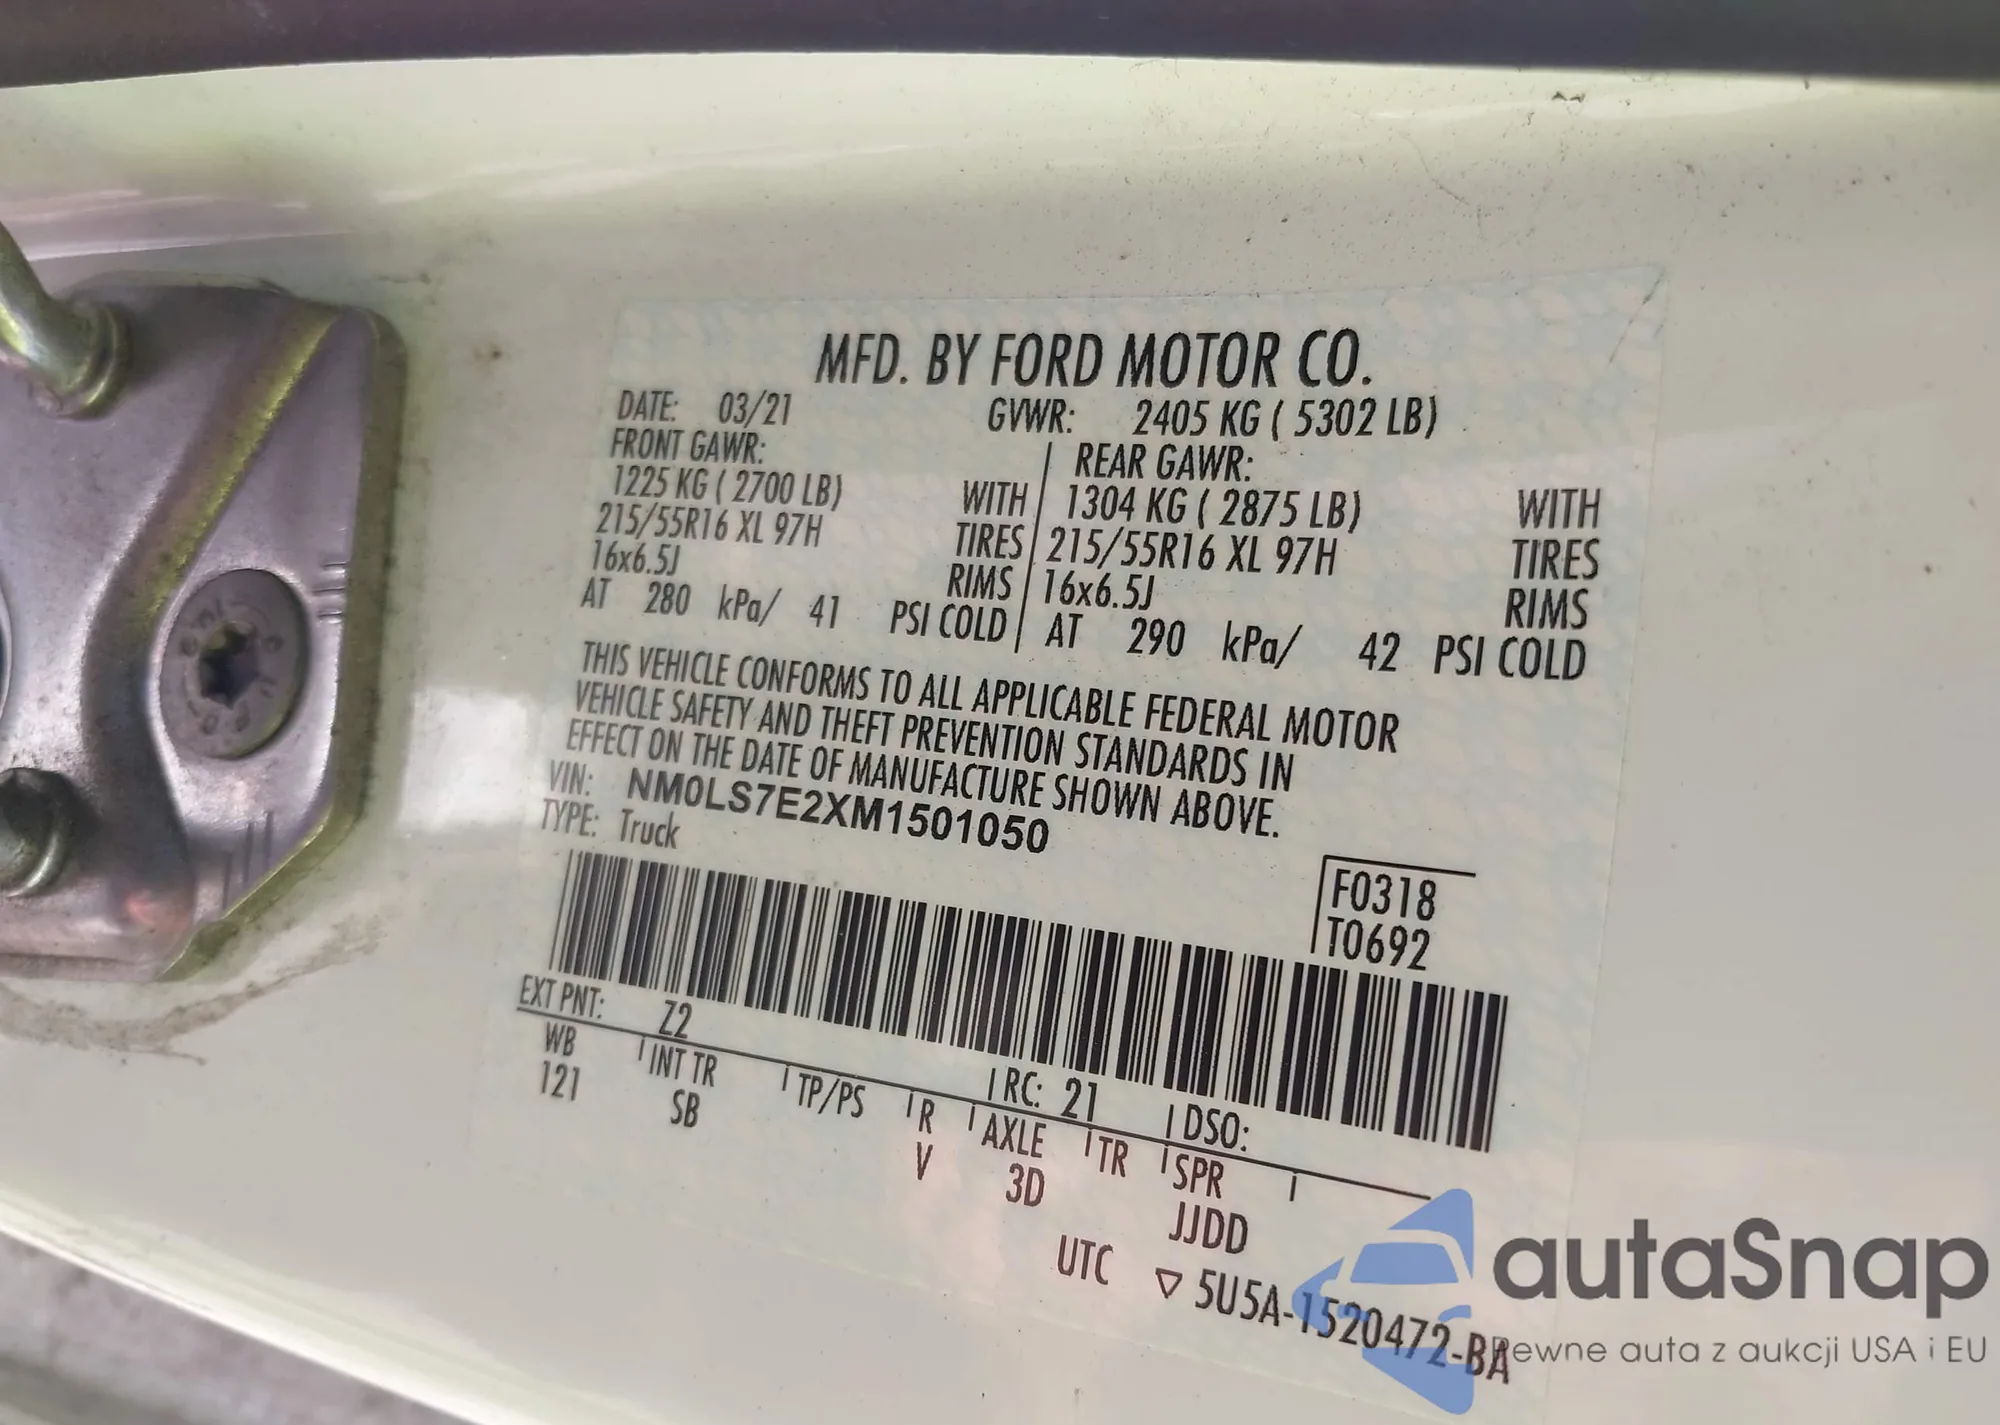 MFD. BY FORD MOTOR CO.
DATE: 03/21 GVWR: 2405 KG ( 5302 LB)
FRONT GAWR: REAR GAWR:
1225 KG ( 2700 LB) WITH 1304 KG ( 2875 LB) WITH
215/55R16 XL 97H TIRES 215/55R16 XL 97H TIRES
16x6.5J RIMS 16x6.5J RIMS
AT 280 kPa/ 41 PSI COLD AT 290 kPa/ 42 PSI COLD
THIS VEHICLE CONFORMS TO ALL APPLICABLE FEDERAL MOTOR
VEHICLE SAFETY AND THEFT PREVENTION STANDARDS IN
EFFECT ON THE DATE OF MANUFACTURE SHOWN ABOVE.
VIN: NM0LS7E2XM1501050
TYPE: Truck
F0318
T0692
EXT PNT: Z2 RC: 21 DSO:
WB INT TR TP/PS R AXLE TR SPR
121 SB V 3D JJDD
UTC ▽ 5U5A-1520472-BA
autaSnap
Pewne auta z aukcji USA i EU